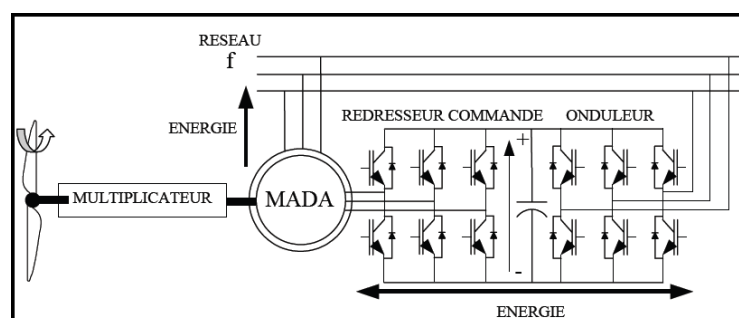 RESEAU
f
ENERGIE
REDRESSEUR COMMANDE
ONDULEUR
+
MULTIPLICATEUR
MADA
-
ENERGIE